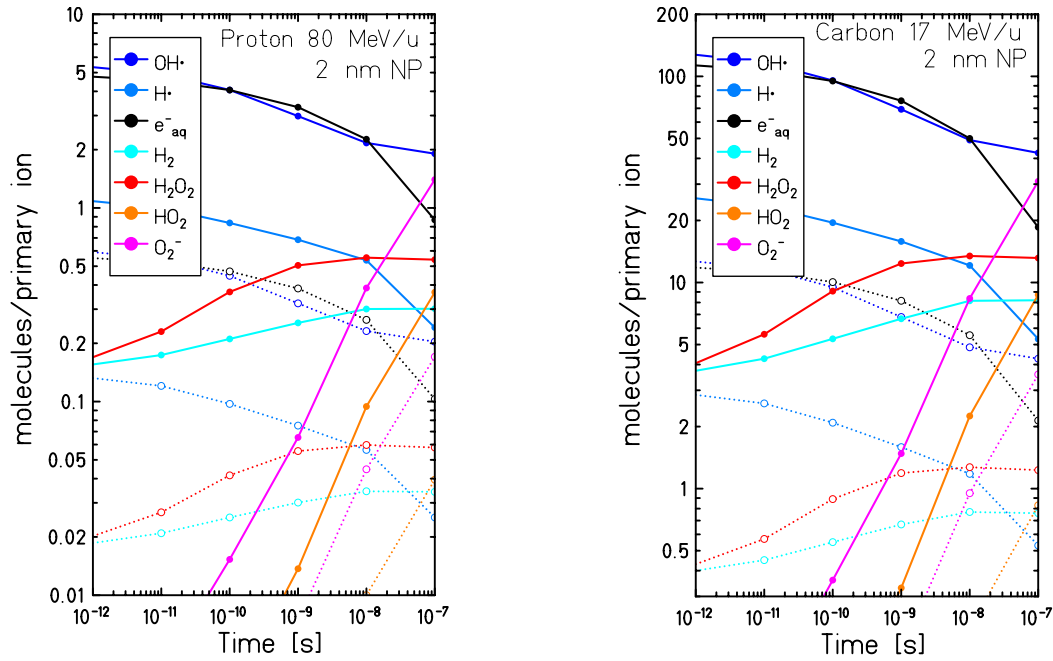 Proton 80 MeV/u
2 nm NP
OH•
H•
e⁻aq
H₂
H₂O₂
HO₂
O₂⁻
10
5
2
1
0.5
0.2
0.1
0.05
0.02
0.01
molecules/primary ion
10⁻¹² 10⁻¹¹ 10⁻¹⁰ 10⁻⁹ 10⁻⁸ 10⁻⁷
Time [s]
Carbon 17 MeV/u
2 nm NP
OH•
H•
e⁻aq
H₂
H₂O₂
HO₂
O₂⁻
200
100
50
20
10
5
2
1
0.5
molecules/primary ion
10⁻¹² 10⁻¹¹ 10⁻¹⁰ 10⁻⁹ 10⁻⁸ 10⁻⁷
Time [s]